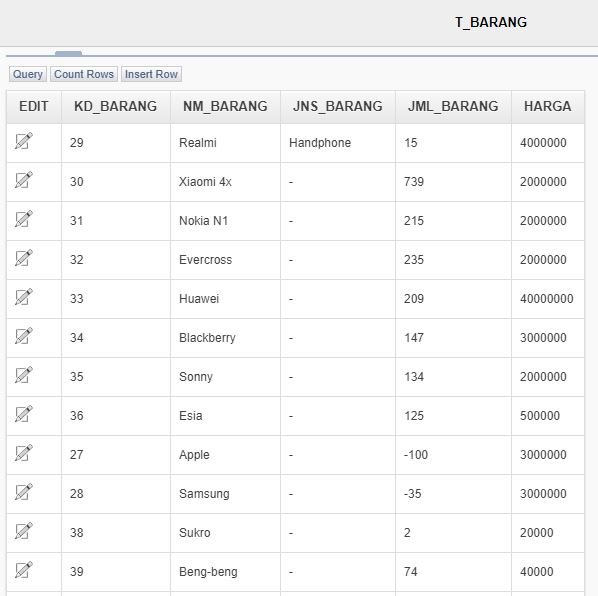 T_BARANG
Query Count Rows Insert Row
EDIT KD_BARANG NM_BARANG JNS_BARANG JML_BARANG HARGA
29 Realmi Handphone 15 4000000
30 Xiaomi 4x - 739 2000000
31 Nokia N1 - 215 2000000
32 Evercross - 235 2000000
33 Huawei - 209 40000000
34 Blackberry - 147 3000000
35 Sonny - 134 2000000
36 Esia - 125 500000
27 Apple - -100 3000000
28 Samsung - -35 3000000
38 Sukro - 2 20000
39 Beng-beng - 74 40000